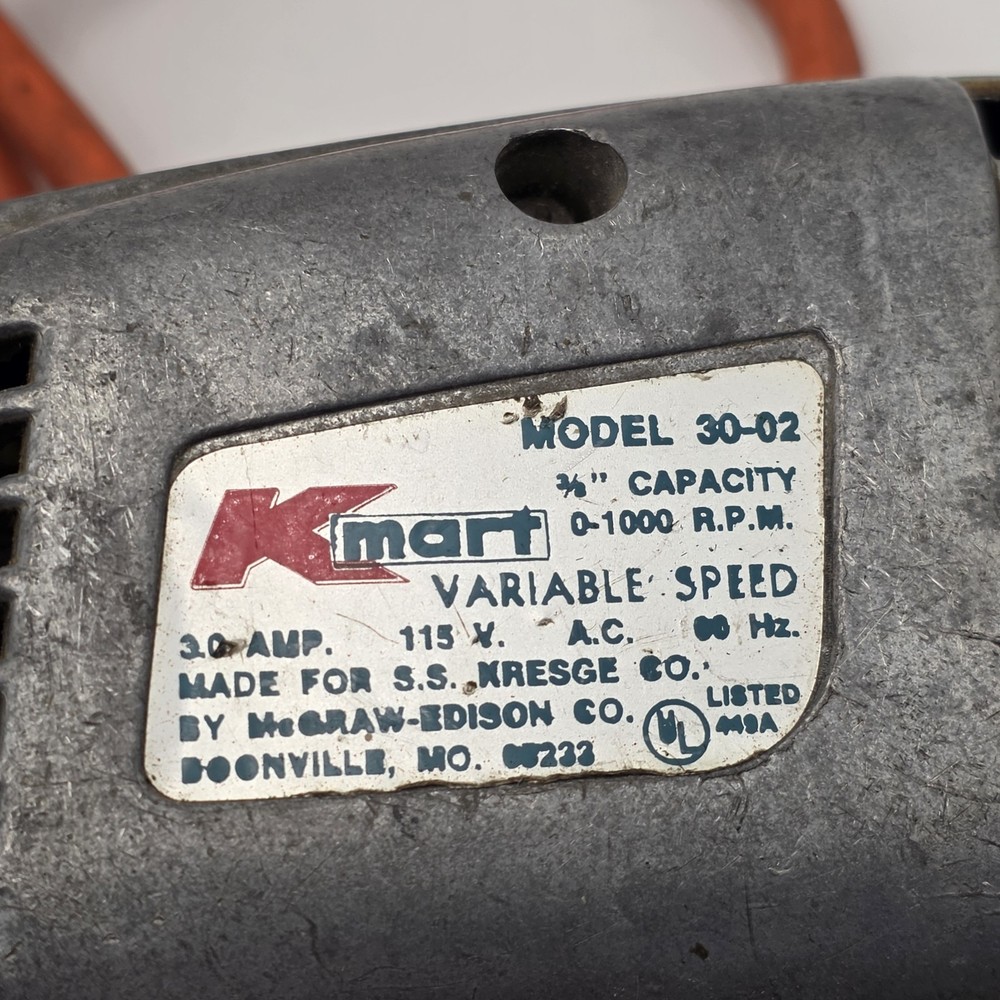 MODEL 30-02
3/8" CAPACITY
Kmart 0-1000 R.P.M.
VARIABLE SPEED
3.0 AMP. 115 V. A.C. 60 Hz.
MADE FOR S.S. KRESGE CO.
BY McGRAW-EDISON CO.
BOONVILLE, MO. 65233
UL LISTED